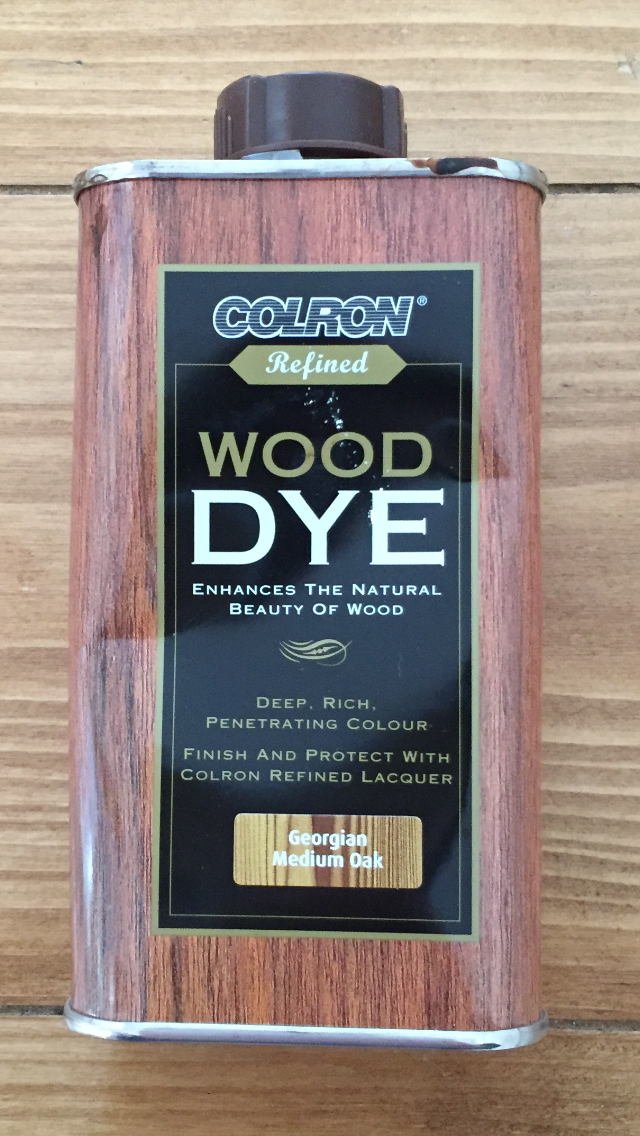 COLRON®
Refined
WOOD
DYE
ENHANCES THE NATURAL
BEAUTY OF WOOD
DEEP, RICH,
PENETRATING COLOUR
FINISH AND PROTECT WITH
COLRON REFINED LACQUER
Georgian
Medium Oak